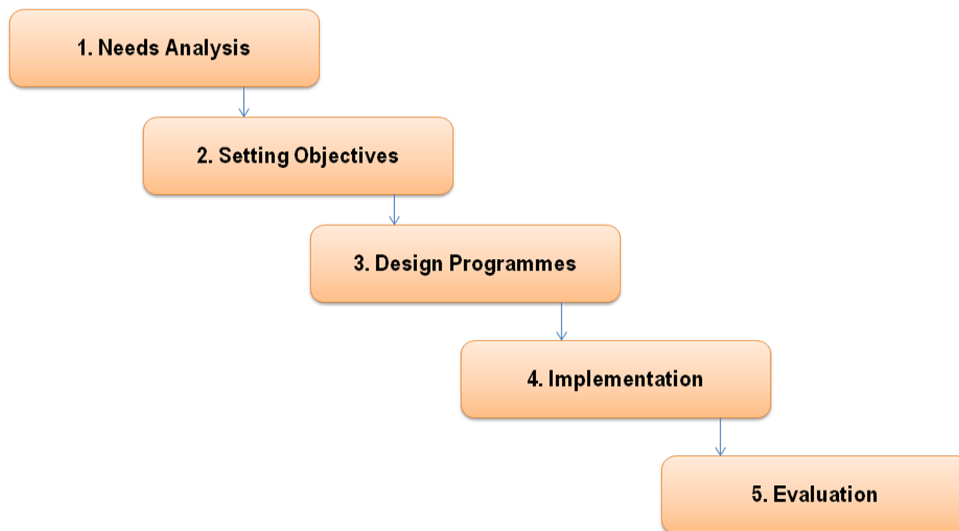 1. Needs Analysis
2. Setting Objectives
3. Design Programmes
4. Implementation
5. Evaluation